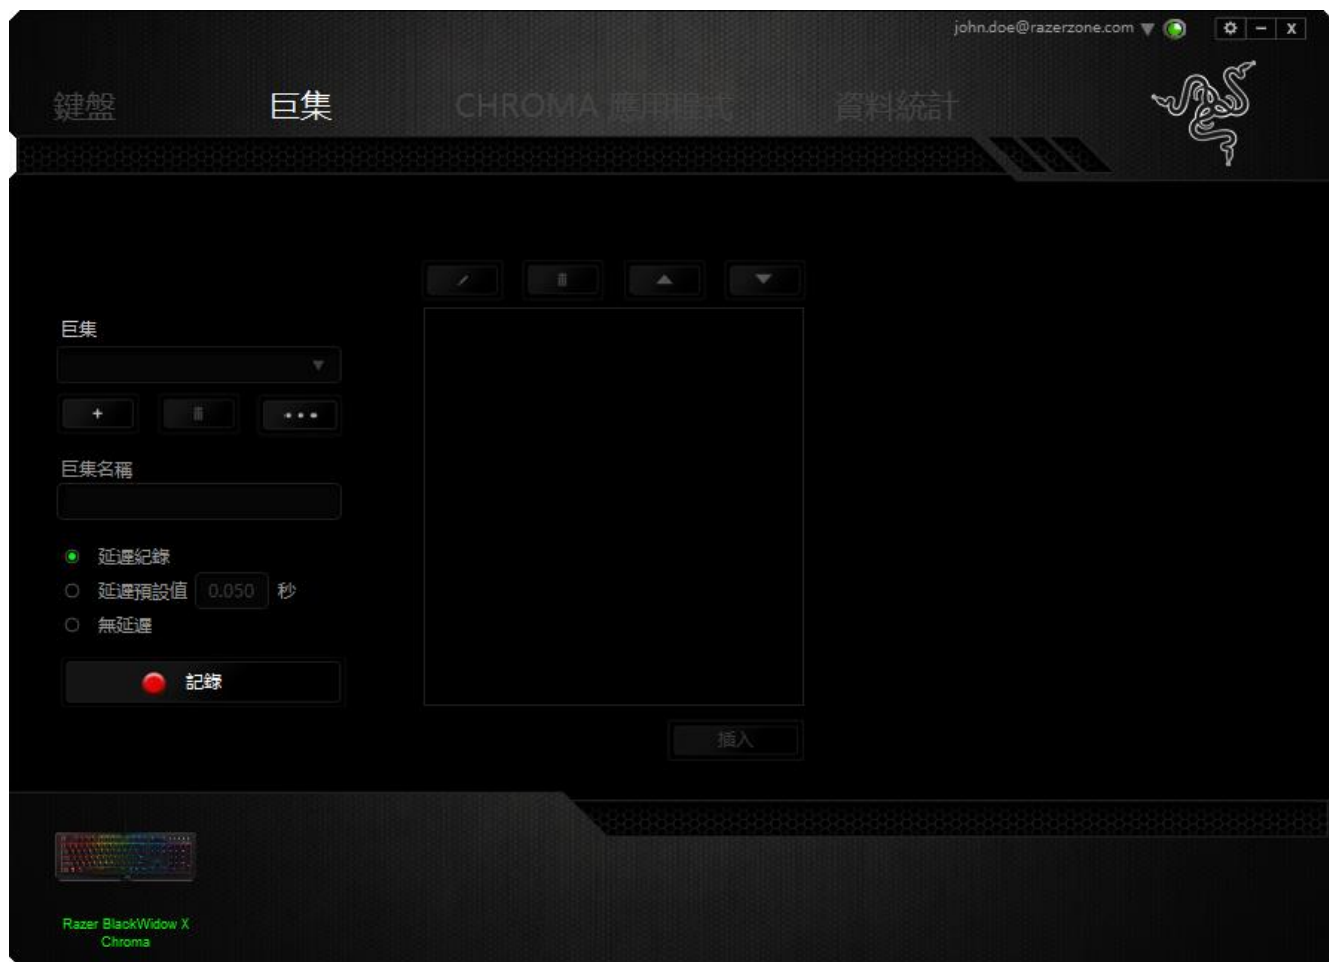 john.doe@razerzone.com
鍵盤
巨集
CHROMA 應用程式
資料統計
巨集
巨集名稱
延遲紀錄
延遲預設值 0.050 秒
無延遲
記錄
插入
Razer BlackWidow X
Chroma